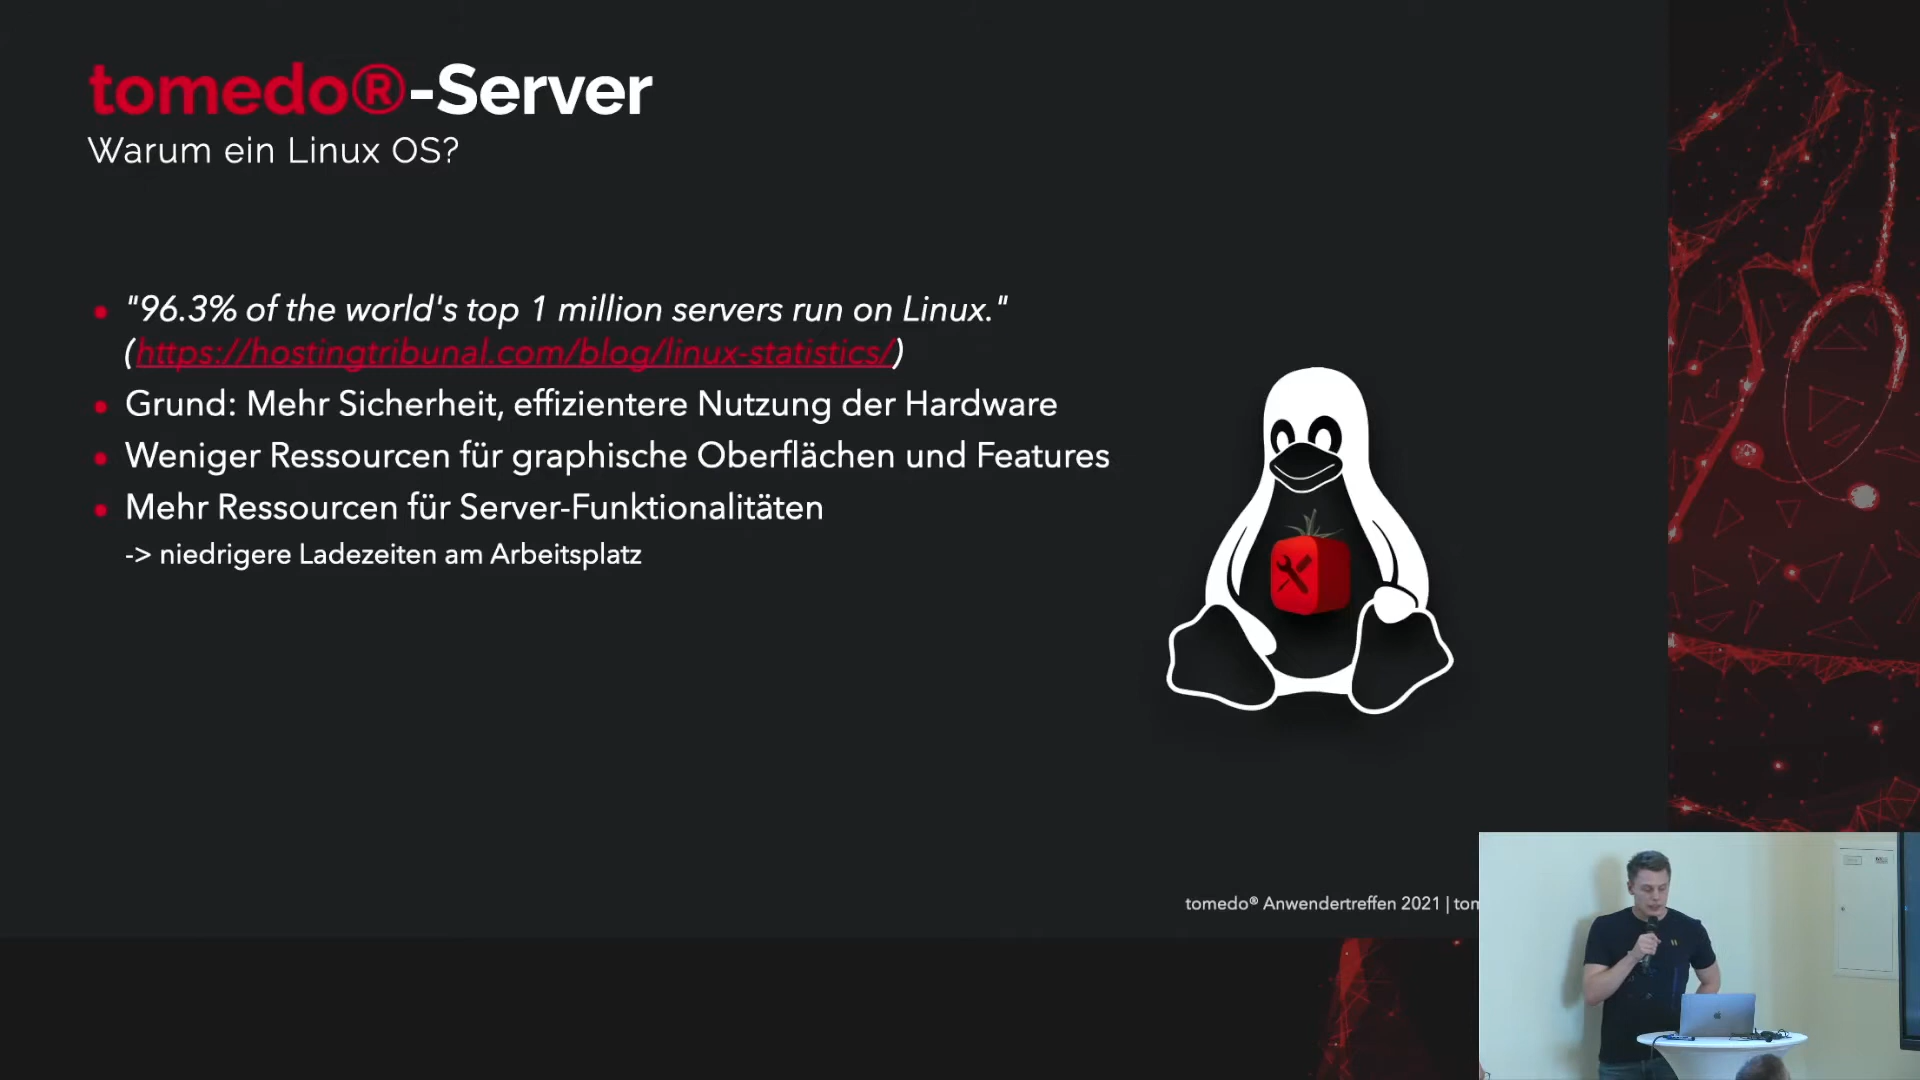 tomedo®-Server
Warum ein Linux OS?
"96.3% of the world's top 1 million servers run on Linux."
(https://hostingtribunal.com/blog/linux-statistics/)
Grund: Mehr Sicherheit, effizientere Nutzung der Hardware
Weniger Ressourcen für graphische Oberflächen und Features
Mehr Ressourcen für Server-Funktionalitäten
-> niedrigere Ladezeiten am Arbeitsplatz
tomedo® Anwendertreffen 2021 | tom